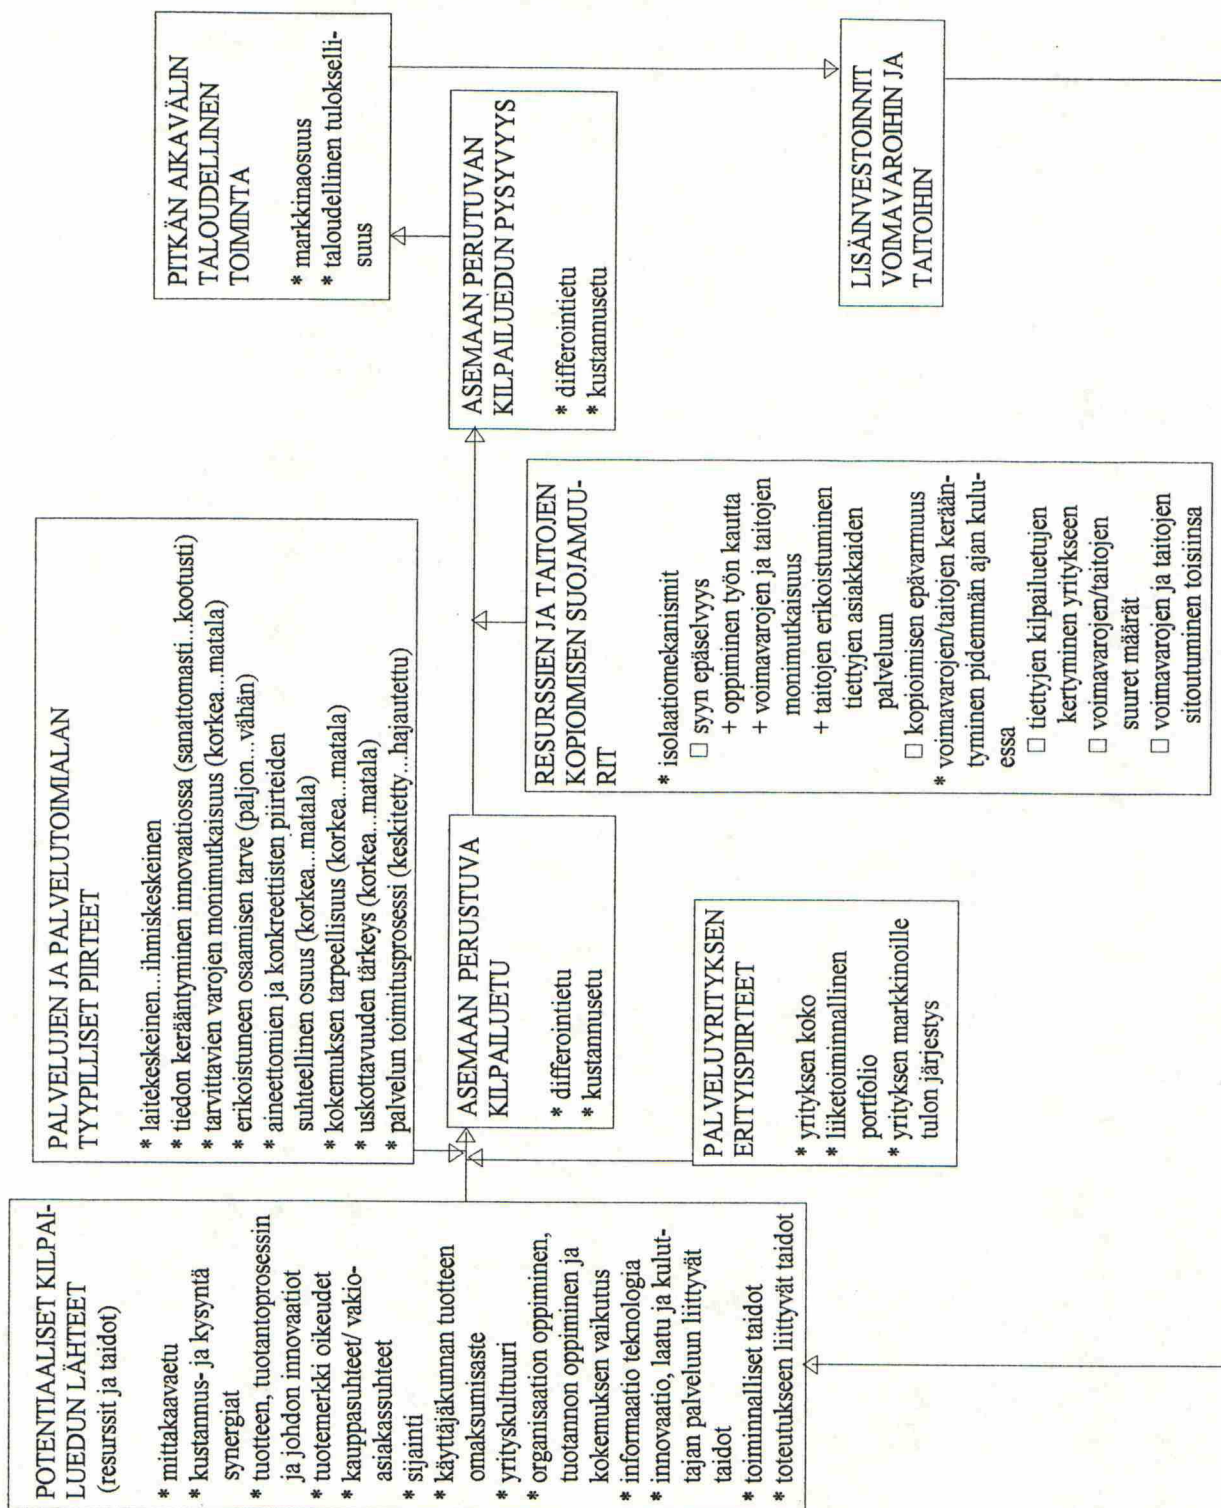 POTENTIAALISET KILPAI-
LUEDUN LÄHTEET
(resurssit ja taidot)
* mittakaavaetu
* kustannus- ja kysyntä
synergiat
* tuotteen, tuotantoprosessin
ja johdon innovaatiot
* tuotemerkki oikeudet
* kauppasuhteet/ vakio-
asiakassuhteet
* sijainti
* käyttäjäkunnan tuotteen
omaksumisaste
* yrityskulttuuri
* organisaation oppiminen,
tuotannon oppiminen ja
kokemuksen vaikutus
* informaatio teknologia
* innovaatio, laatu ja kulut-
tajan palveluun liittyvät
taidot
* toiminnalliset taidot
* toteutukseen liittyvät taidot
PALVELUJEN JA PALVELUTOIMIALAN
TYYPILLISET PIIRTEET
* laitekeskeinen...ihmiskeskeinen
* tiedon kerääntyminen innovaatiossa (sanattomasti...kootusti)
* tarvittavien varojen monimutkaisuus (korkea...matala)
* erikoistuneen osaamisen tarve (paljon...vähän)
* aineettomien ja konkreettisten piirteiden
suhteellinen osuus (korkea...matala)
* kokemuksen tarpeellisuus (korkea...matala)
* uskottavuuden tärkeys (korkea...matala)
* palvelun toimitusprosessi (keskitetty...hajautettu)
ASEMAAN PERUSTUVA
KILPAILUETU
* differointietu
* kustannusetu
PALVELUYRITYKSEN
ERITYISPIIRTEET
* yrityksen koko
* liiketoiminnallinen
portfolio
* yrityksen markkinoille
tulon järjestys
RESURSSIEN JA TAITOJEN
KOPIOIMISEN SUOJAMUU-
RIT
* isolaatiomekanismit
□ syyn epäselvyys
+ oppiminen työn kautta
+ voimavarojen ja taitojen
monimutkaisuus
+ taitojen erikoistuminen
tiettyjen asiakkaiden
palveluun
□ kopioimisen epävarmuus
* voimavarojen/taitojen kerään-
tyminen pidemmän ajan kulu-
essa
□ tiettyjen kilpailuetujen
kertyminen yritykseen
□ voimavarojen/taitojen
suuret määrät
□ voimavarojen ja taitojen
sitoutuminen toisiinsa
ASEMAAN PERUTUVAN
KILPAILUEDUN PYSYVYYS
* differointietu
* kustannusetu
PITKÄN AIKAVÄLIN
TALOUDELLINEN
TOIMINTA
* markkinaosuus
* taloudellinen tulokselli-
suus
LISÄINVESTOINNIT
VOIMAVAROIHIN JA
TAITOIHIN